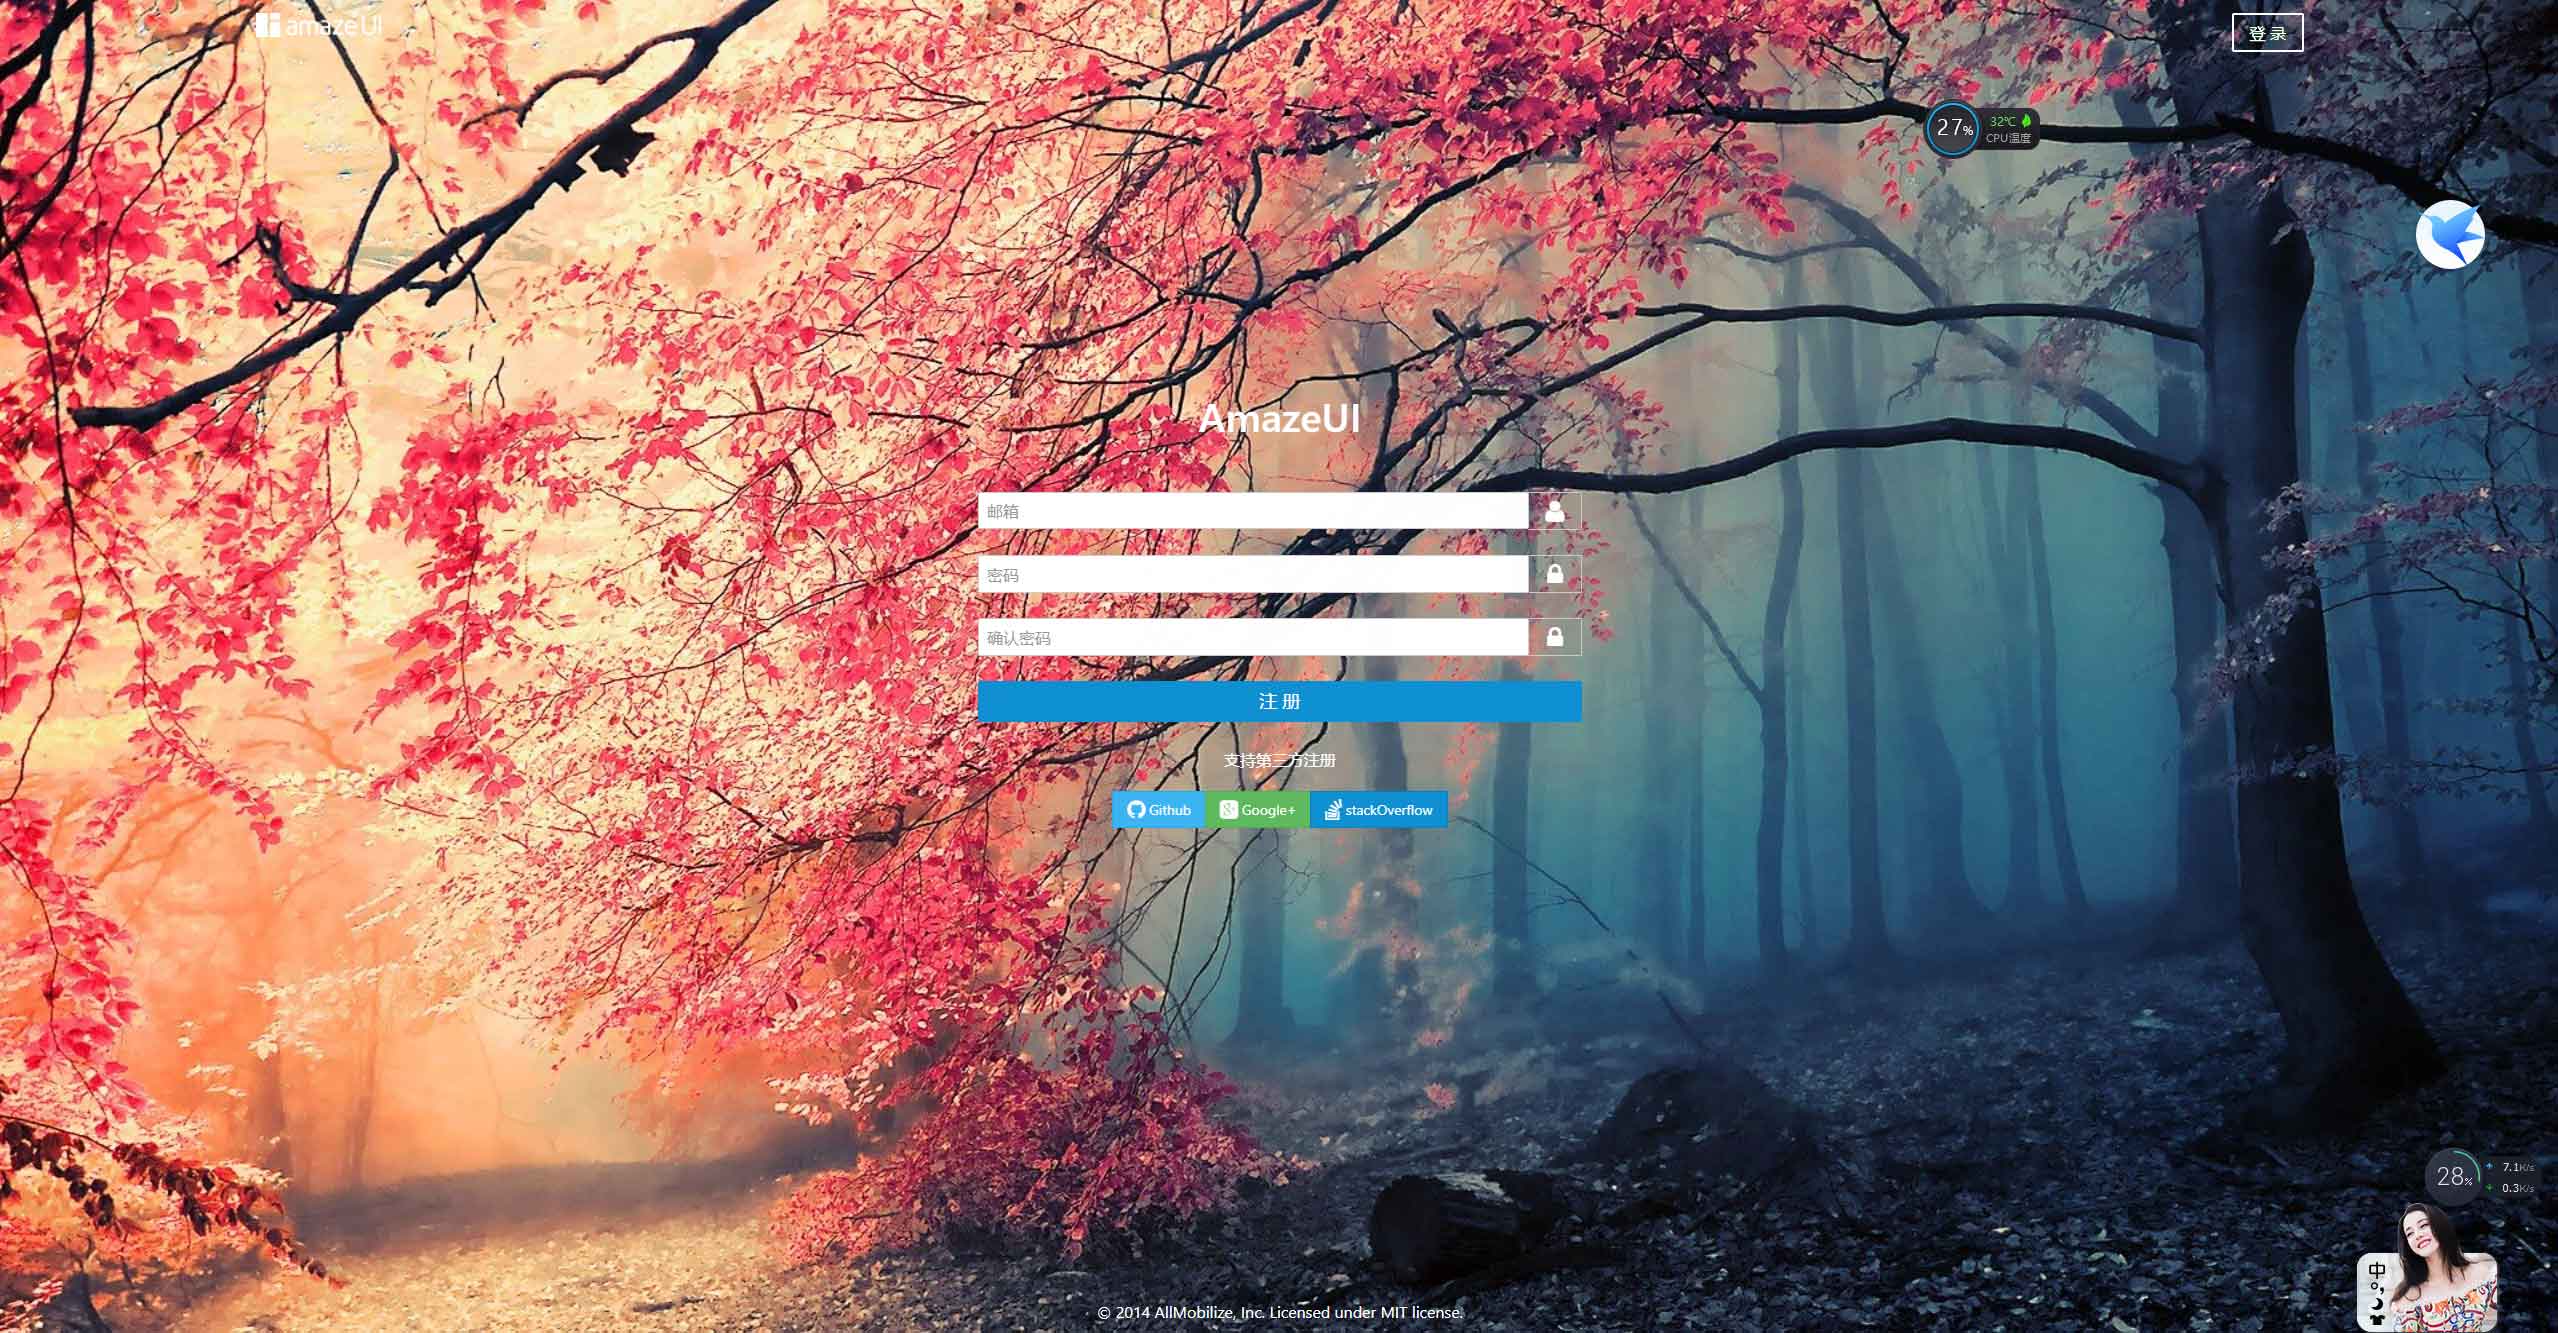 amazeUI
登 录
27%
32℃
CPU温度
AmazeUI
邮箱
密码
确认密码
注 册
支持第三方注册
Github
Google+
stackOverflow
28%
7.1K/s
0.3K/s
中
© 2014 AllMobilize, Inc. Licensed under MIT license.